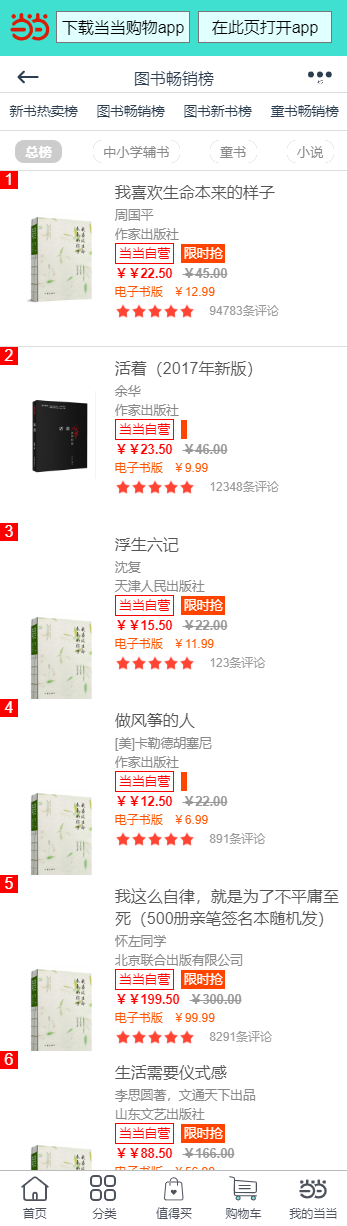 下载当当购物app 在此页打开app
图书畅销榜
新书热卖榜 图书畅销榜 图书新书榜 童书畅销榜
总榜 中小学辅书 童书 小说
1
我喜欢生命本来的样子
周国平
作家出版社
当当自营 限时抢
￥￥22.50 ￥45.00
电子书版 ￥12.99
94783条评论
2
活着（2017年新版）
余华
作家出版社
当当自营
￥￥23.50 ￥46.00
电子书版 ￥9.99
12348条评论
3
浮生六记
沈复
天津人民出版社
当当自营 限时抢
￥￥15.50 ￥22.00
电子书版 ￥11.99
123条评论
4
做风筝的人
[美]卡勒德胡塞尼
作家出版社
当当自营
￥￥12.50 ￥22.00
电子书版 ￥6.99
891条评论
5
我这么自律，就是为了不平庸至
死（500册亲笔签名本随机发）
怀左同学
北京联合出版有限公司
当当自营 限时抢
￥￥199.50 ￥300.00
电子书版 ￥99.99
8291条评论
6
生活需要仪式感
李思圆著，文通天下出品
山东文艺出版社
当当自营 限时抢
￥￥88.50 ￥166.00
首页 分类 值得买 购物车 我的当当